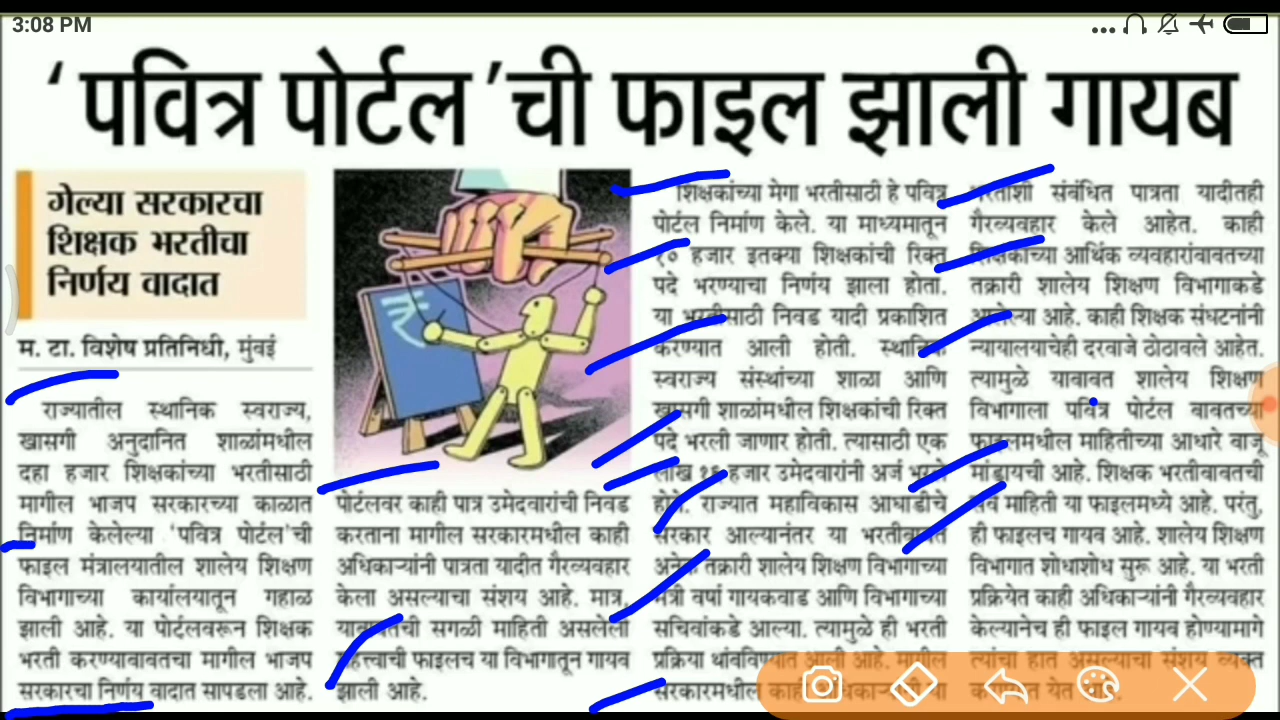 3:08 PM
‘पवित्र पोर्टल’ची फाइल झाली गायब
गेल्या सरकारचा
शिक्षक भरतीचा
निर्णय वादात
म. टा. विशेष प्रतिनिधी, मुंबई
राज्यातील स्थानिक स्वराज्य,
खासगी अनुदानित शाळांमधील
दहा हजार शिक्षकांच्या भरतीसाठी
मागील भाजप सरकारच्या काळात
निर्माण केलेल्या ‘पवित्र पोर्टल’ची
फाइल मंत्रालयातील शालेय शिक्षण
विभागाच्या कार्यालयातून गहाळ
झाली आहे. या पोर्टलवरून शिक्षक
भरती करण्याबाबतचा मागील भाजप
सरकारचा निर्णय वादात सापडला आहे.
₹
पोर्टलवर काही पात्र उमेदवारांची निवड
करताना मागील सरकारमधील काही
अधिकाऱ्यांनी पात्रता यादीत गैरव्यवहार
केला असल्याचा संशय आहे. मात्र,
याबाबतची सगळी माहिती असलेली
महत्त्वाची फाइलच या विभागातून गायब
झाली आहे.
शिक्षकांच्या मेगा भरतीसाठी हे पवित्र
पोर्टल निर्माण केले. या माध्यमातून
१० हजार इतक्या शिक्षकांची रिक्त
पदे भरण्याचा निर्णय झाला होता.
या भरतीसाठी निवड यादी प्रकाशित
करण्यात आली होती. स्थानिक
स्वराज्य संस्थांच्या शाळा आणि
खासगी शाळांमधील शिक्षकांची रिक्त
पदे भरली जाणार होती. त्यासाठी एक
लाख हजार उमेदवारांनी अर्ज भरले
होते. राज्यात महाविकास आघाडीचे
सरकार आल्यानंतर या भरतीबाबत
अनेक तक्रारी शालेय शिक्षण विभागाच्या
मंत्री वर्षा गायकवाड आणि विभागाच्या
सचिवांकडे आल्या. त्यामुळे ही भरती
प्रक्रिया थांबविण्यात आली आहे. मागील
सरकारमधील काही अधिकाऱ्यांनी या
भरतीशी संबंधित पात्रता यादीतही
गैरव्यवहार केले आहेत. काही
शिक्षकांच्या आर्थिक व्यवहारांबाबतच्या
तक्रारी शालेय शिक्षण विभागाकडे
आलेल्या आहे. काही शिक्षक संघटनांनी
न्यायालयाचेही दरवाजे ठोठावले आहेत.
त्यामुळे याबाबत शालेय शिक्षण
विभागाला पवित्र पोर्टल बाबतच्या
फाइलमधील माहितीच्या आधारे बाजू
मांडायची आहे. शिक्षक भरतीबाबतची
सर्व माहिती या फाइलमध्ये आहे. परंतु,
ही फाइलच गायब आहे. शालेय शिक्षण
विभागात शोधाशोध सुरू आहे. या भरती
प्रक्रियेत काही अधिकाऱ्यांनी गैरव्यवहार
केल्यानेच ही फाइल गायब होण्यामागे
त्यांचा हात असल्याचा संशय व्यक्त
करण्यात येत आहे.